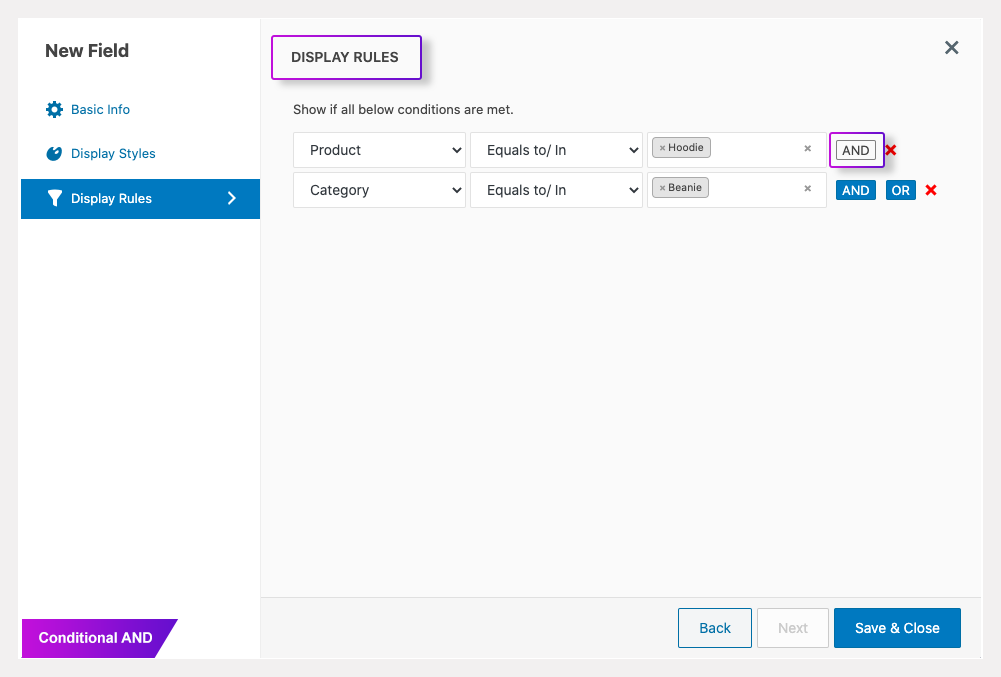 New Field
Basic Info
Display Styles
Display Rules
DISPLAY RULES
Show if all below conditions are met.
Product Equals to/ In × Hoodie × AND
Category Equals to/ In × Beanie × AND OR
Conditional AND
Back Next Save & Close